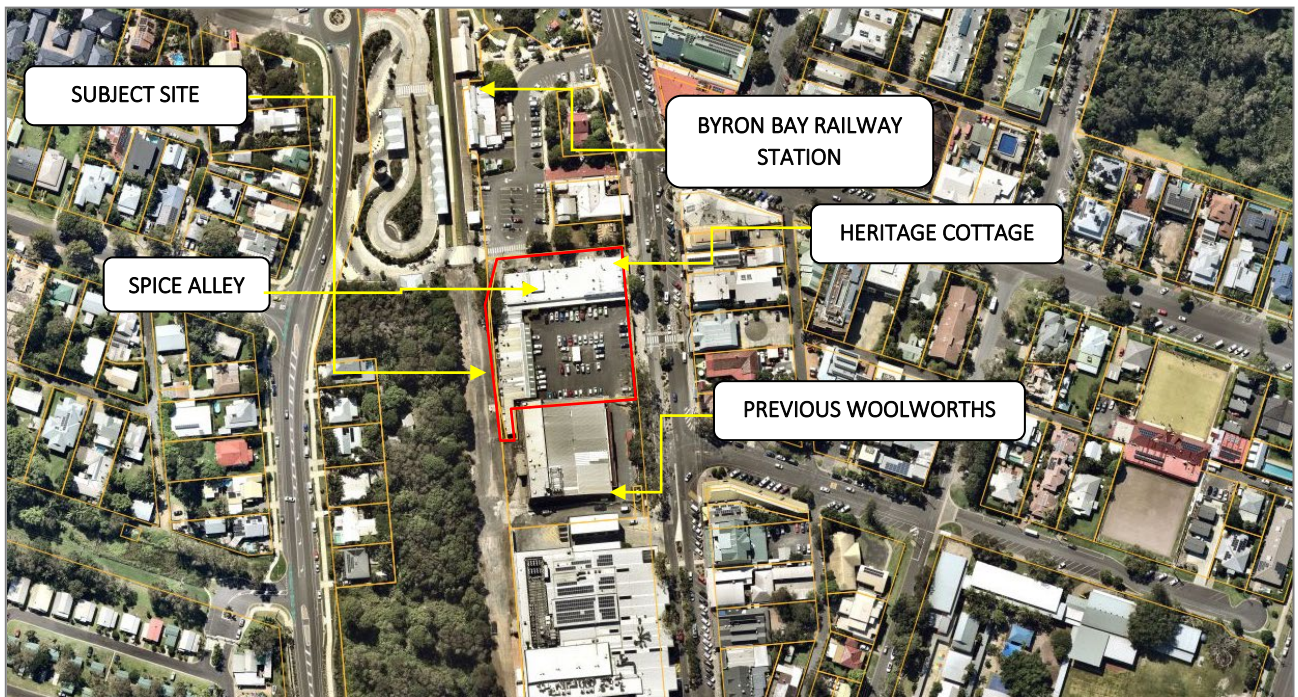 SUBJECT SITE
BYRON BAY RAILWAY
STATION
HERITAGE COTTAGE
SPICE ALLEY
PREVIOUS WOOLWORTHS